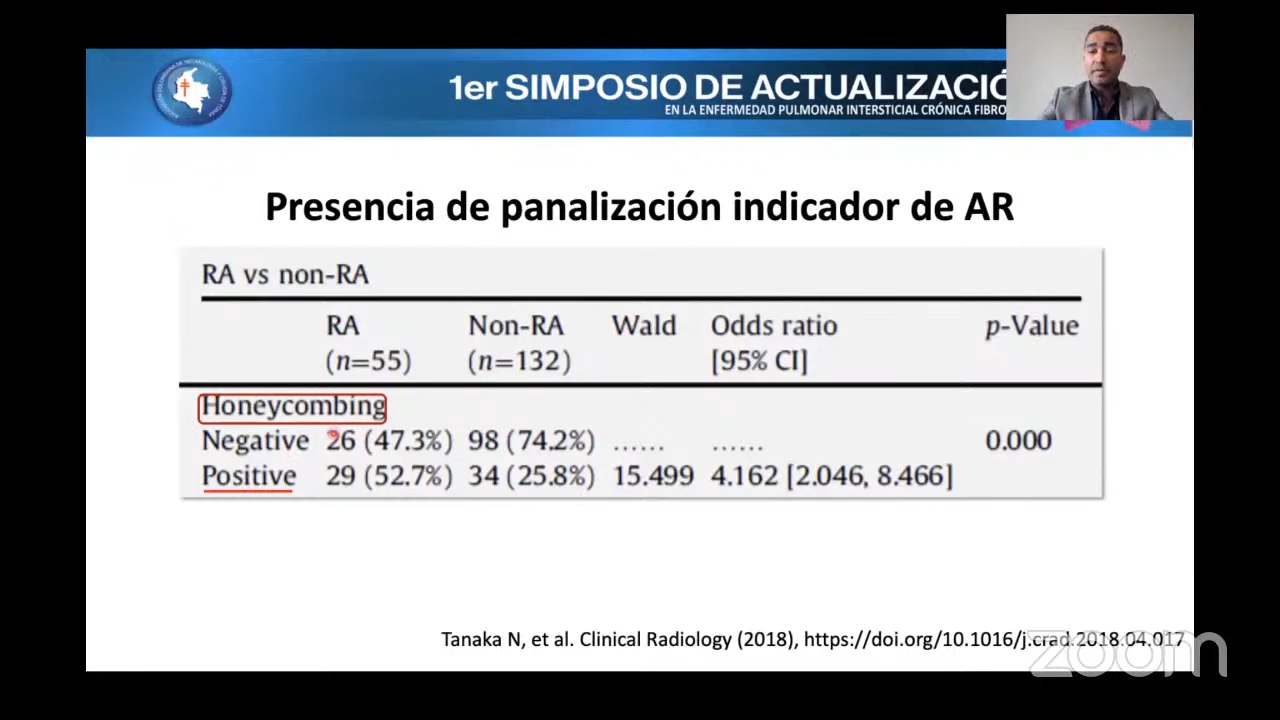 1er SIMPOSIO DE ACTUALIZACIÓ
EN LA ENFERMEDAD PULMONAR INTERSTICIAL CRÓNICA FIBRO
Presencia de panalización indicador de AR
RA vs non-RA
RA Non-RA Wald Odds ratio p-Value
(n=55) (n=132) [95% CI]
Honeycombing
Negative 26 (47.3%) 98 (74.2%) ...... ...... 0.000
Positive 29 (52.7%) 34 (25.8%) 15.499 4.162 [2.046, 8.466]
Tanaka N, et al. Clinical Radiology (2018), https://doi.org/10.1016/j.crad.2018.04.017
zoom